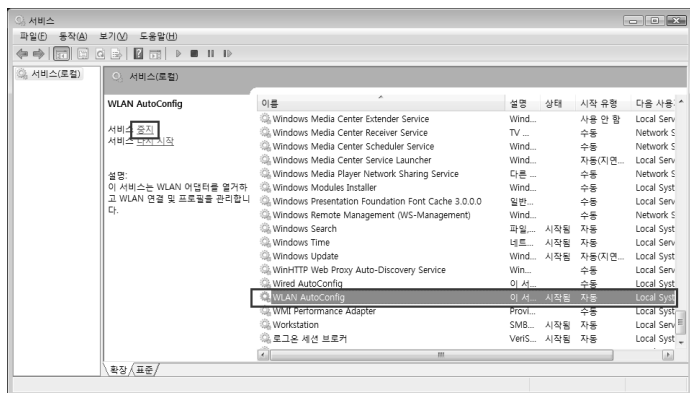 서비스
파일(F) 동작(A) 보기(V) 도움말(H)
서비스(로컬)
서비스(로컬)
WLAN AutoConfig
서비스 중지
서비스 다시 시작
설명:
이 서비스는 WLAN 어댑터를 열거하
고 WLAN 연결 및 프로필을 관리합니
다.
이름 설명 상태 시작 유형 다음 사용
Windows Media Center Extender Service Wind... 사용 안 함 Local Serv
Windows Media Center Receiver Service TV ... 수동 Network S
Windows Media Center Scheduler Service Wind... 수동 Network S
Windows Media Center Service Launcher Wind... 자동(지연... Local Serv
Windows Media Player Network Sharing Service 다른 ... 수동 Network S
Windows Modules Installer Wind... 수동 Local Syst
Windows Presentation Foundation Font Cache 3.0.0.0 일반... 수동 Local Serv
Windows Remote Management (WS-Management) Wind... 수동 Network S
Windows Search 파일,... 시작됨 자동 Local Syst
Windows Time 네트... 시작됨 자동 Local Serv
Windows Update Wind... 시작됨 자동(지연... Local Syst
WinHTTP Web Proxy Auto-Discovery Service Win... 수동 Local Serv
Wired AutoConfig 이 서... 수동 Local Syst
WLAN AutoConfig 이 서... 시작됨 자동 Local Syst
WMI Performance Adapter Provi... 수동 Local Syst
Workstation SMB... 시작됨 자동 Local Serv
로그온 세션 브로커 VeriS... 시작됨 자동 Local Syst
확장 표준